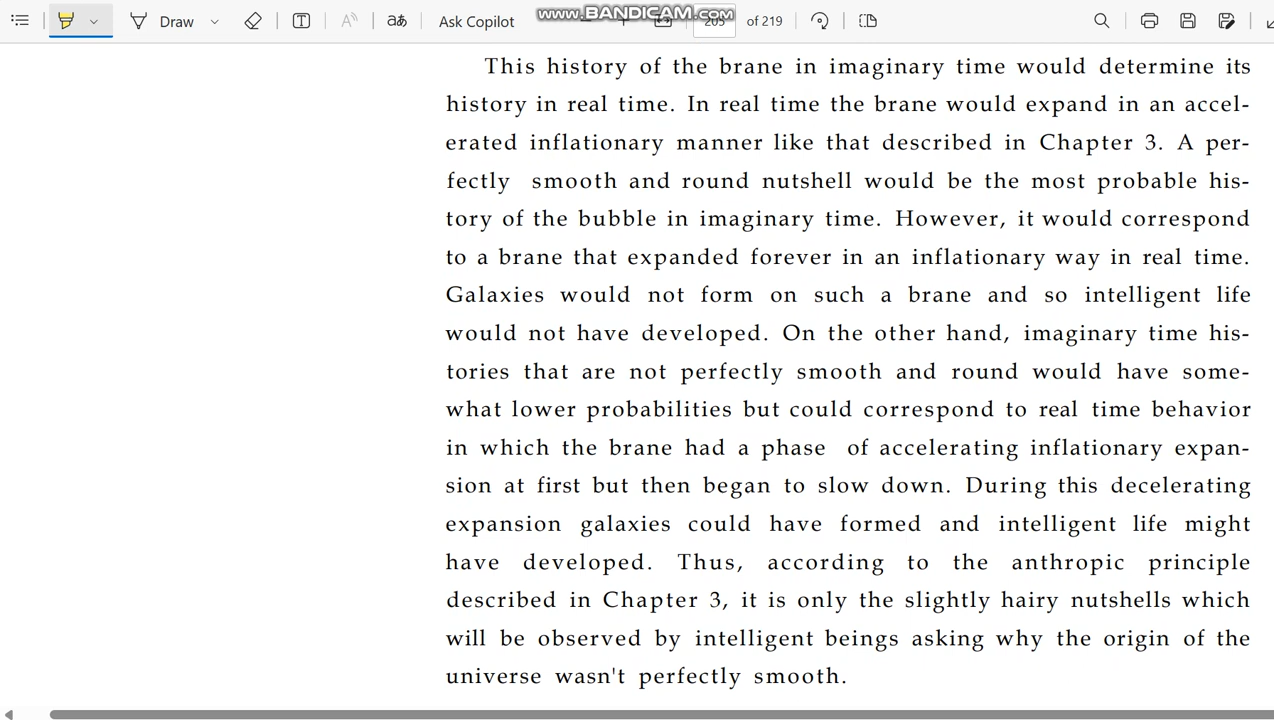 Draw
Ask Copilot
www.BANDICAM.com
205 of 219
This history of the brane in imaginary time would determine its
history in real time. In real time the brane would expand in an accel-
erated inflationary manner like that described in Chapter 3. A per-
fectly smooth and round nutshell would be the most probable his-
tory of the bubble in imaginary time. However, it would correspond
to a brane that expanded forever in an inflationary way in real time.
Galaxies would not form on such a brane and so intelligent life
would not have developed. On the other hand, imaginary time his-
tories that are not perfectly smooth and round would have some-
what lower probabilities but could correspond to real time behavior
in which the brane had a phase of accelerating inflationary expan-
sion at first but then began to slow down. During this decelerating
expansion galaxies could have formed and intelligent life might
have developed. Thus, according to the anthropic principle
described in Chapter 3, it is only the slightly hairy nutshells which
will be observed by intelligent beings asking why the origin of the
universe wasn't perfectly smooth.